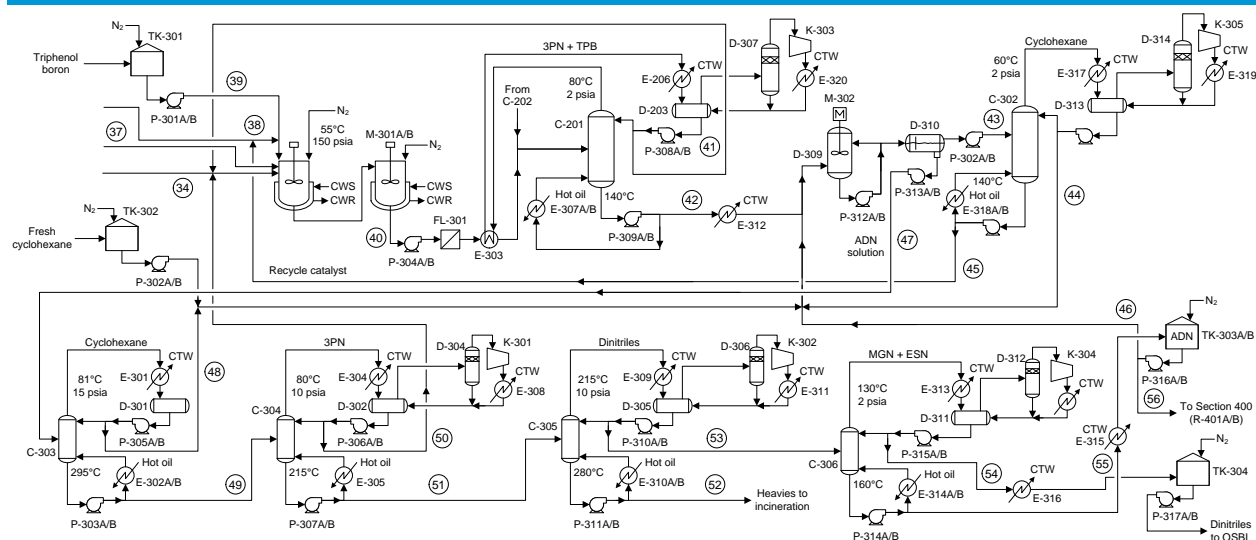 N2
TK-301
Triphenol
boron
P-301A/B
39
37
38
34
N2
55°C
150 psia
M-301A/B
N2
CWS
CWR
CWS
CWR
40
P-304A/B
FL-301
E-303
3PN + TPB
From
C-202
80°C
2 psia
C-201
CTW
E-206
D-203
P-308A/B
41
D-307
K-303
CTW
E-320
Hot oil
E-307A/B
140°C
P-309A/B
42
CTW
E-312
M-302
M
D-309
P-312A/B
D-310
P-313A/B
P-302A/B
43
ADN
solution
47
Cyclohexane
60°C
2 psia
C-302
CTW
E-317
D-313
D-314
K-305
CTW
E-319
140°C
Hot oil
E-318A/B
44
45
N2
TK-302
Fresh
cyclohexane
P-302A/B
Recycle catalyst
46
N2
ADN
TK-303A/B
P-316A/B
56
To Section 400
(R-401A/B)
Cyclohexane
81°C
15 psia
CTW
E-301
D-301
P-305A/B
48
C-303
295°C
Hot oil
E-302A/B
P-303A/B
49
3PN
80°C
10 psia
CTW
E-304
D-302
P-306A/B
D-304
K-301
CTW
E-308
50
C-304
215°C
Hot oil
E-305
P-307A/B
51
Dinitriles
215°C
10 psia
CTW
E-309
D-305
P-310A/B
D-306
K-302
CTW
E-311
53
C-305
280°C
Hot oil
E-310A/B
P-311A/B
52
Heavies to
incineration
MGN + ESN
130°C
2 psia
CTW
E-313
D-311
P-315A/B
D-312
K-304
CTW
C-306
160°C
Hot oil
E-314A/B
P-314A/B
54
CTW
E-316
CTW
E-315
55
N2
TK-304
P-317A/B
Dinitriles
to OSBL